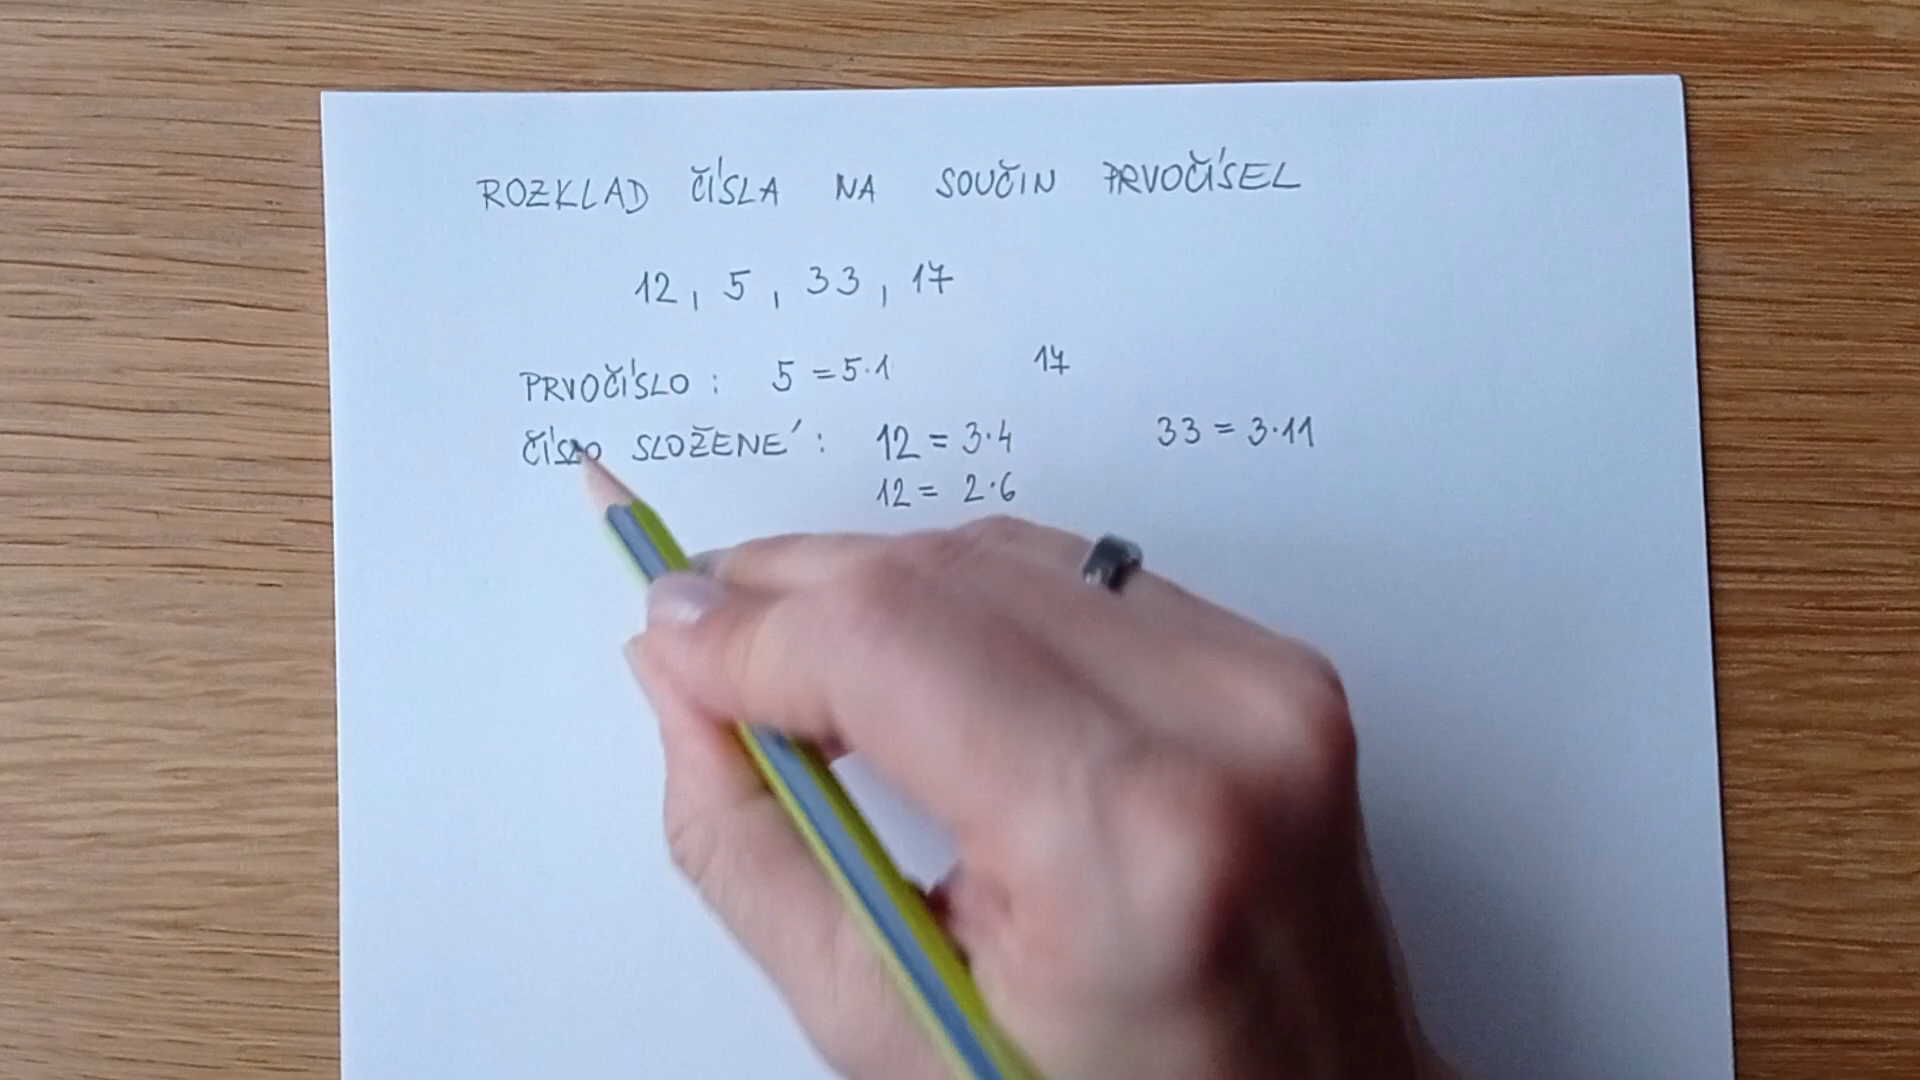 ROZKLAD ČÍSLA NA SOUČIN PRVOČÍSEL
12, 5, 33, 17
PRVOČÍSLO: 5 = 5·1 17
ČÍSLO SLOŽENÉ: 12 = 3·4 33 = 3·11
12 = 2·6